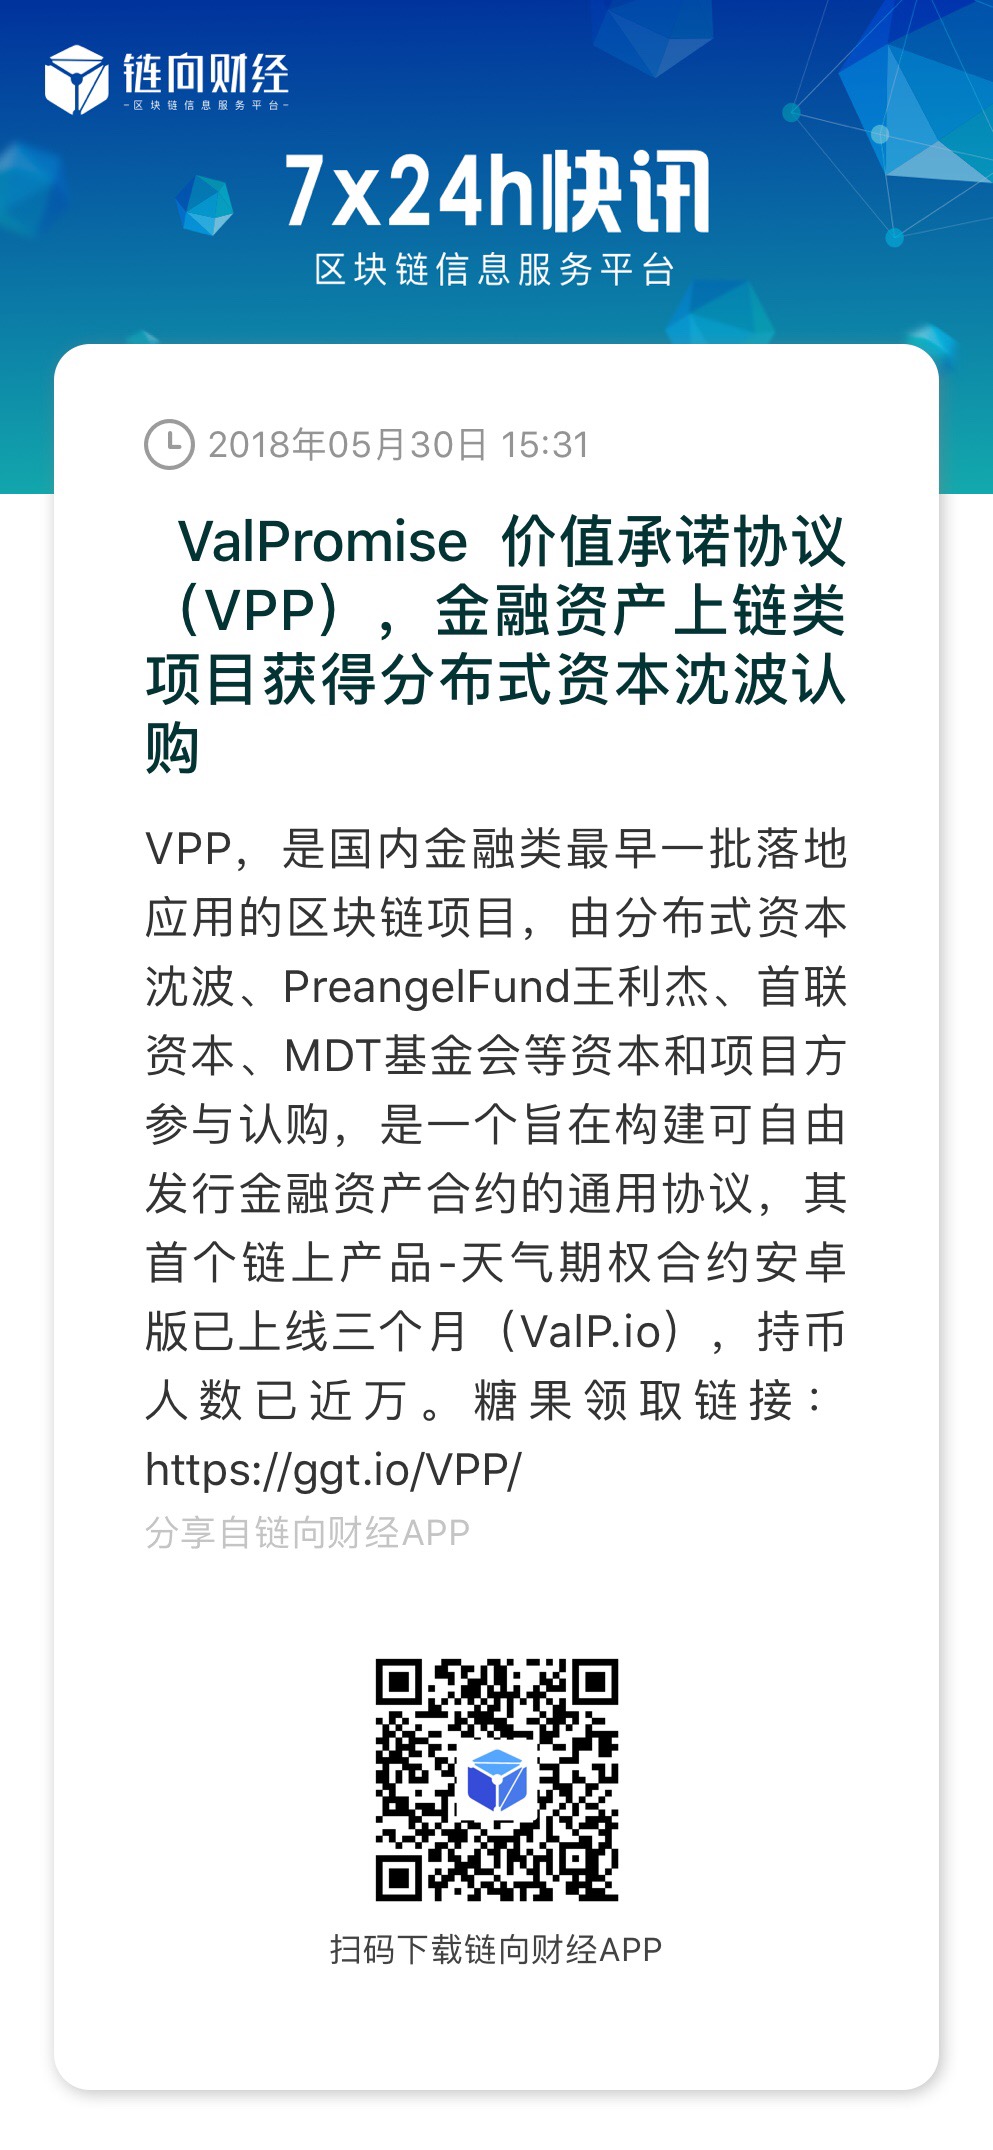 链向财经
-区块链信息服务平台-
7x24h快讯
区块链信息服务平台
2018年05月30日 15:31
ValPromise 价值承诺协议
（VPP），金融资产上链类
项目获得分布式资本沈波认
购
VPP，是国内金融类最早一批落地
应用的区块链项目，由分布式资本
沈波、PreangelFund王利杰、首联
资本、MDT基金会等资本和项目方
参与认购，是一个旨在构建可自由
发行金融资产合约的通用协议，其
首个链上产品-天气期权合约安卓
版已上线三个月（ValP.io），持币
人数已近万。糖果领取链接：
https://ggt.io/VPP/
分享自链向财经APP
扫码下载链向财经APP